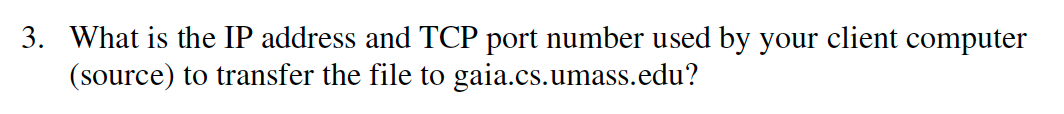 3. What is the IP address and TCP port number used by your client computer
(source) to transfer the file to gaia.cs.umass.edu?